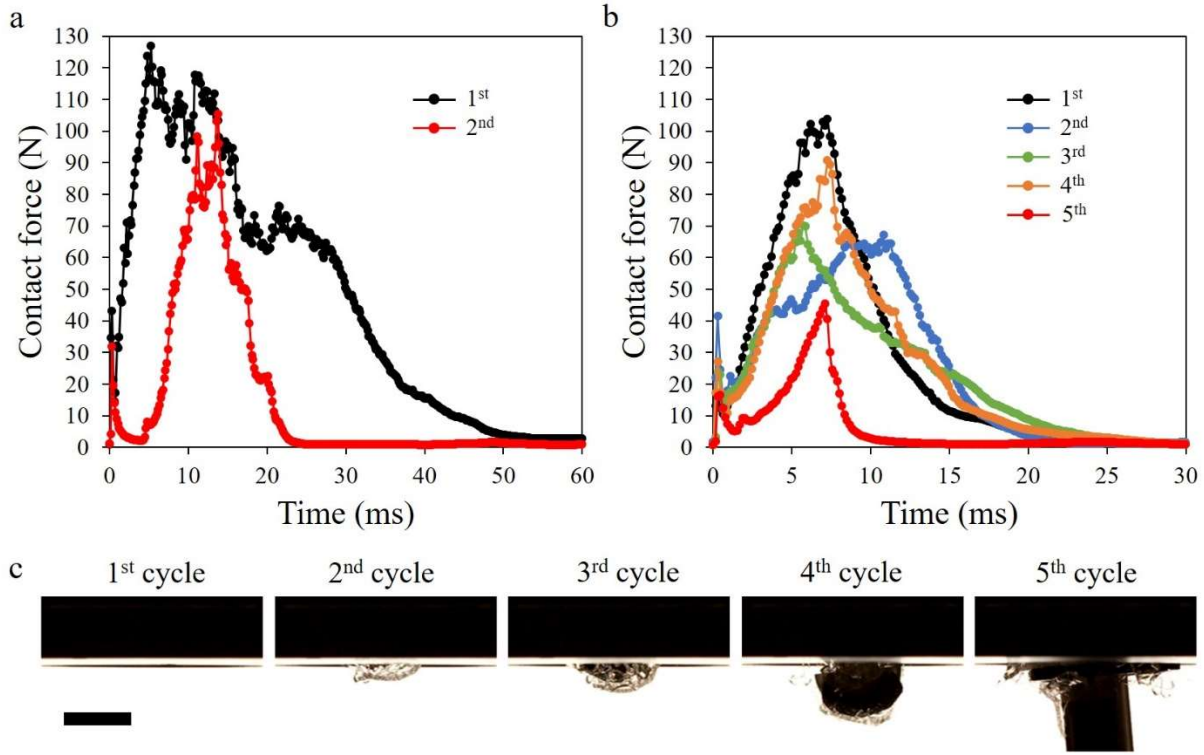 a
Contact force (N)
130
120
110
100
90
80
70
60
50
40
30
20
10
0
0 10 20 30 40 50 60
Time (ms)
1st
2nd
b
Contact force (N)
130
120
110
100
90
80
70
60
50
40
30
20
10
0
0 5 10 15 20 25 30
Time (ms)
1st
2nd
3rd
4th
5th
c
1st cycle 2nd cycle 3rd cycle 4th cycle 5th cycle